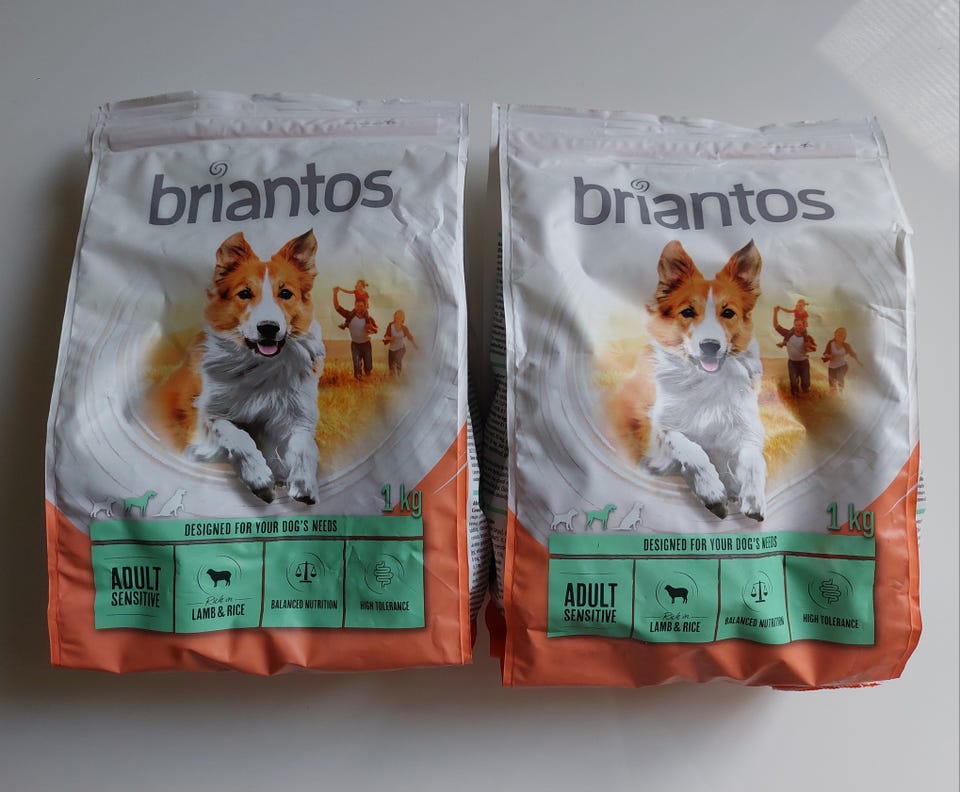 briantos
1 kg
DESIGNED FOR YOUR DOG'S NEEDS
ADULT
SENSITIVE
Rich in
LAMB & RICE
BALANCED NUTRITION
HIGH TOLERANCE
briantos
1 kg
DESIGNED FOR YOUR DOG'S NEEDS
ADULT
SENSITIVE
Rich in
LAMB & RICE
BALANCED NUTRITION
HIGH TOLERANCE